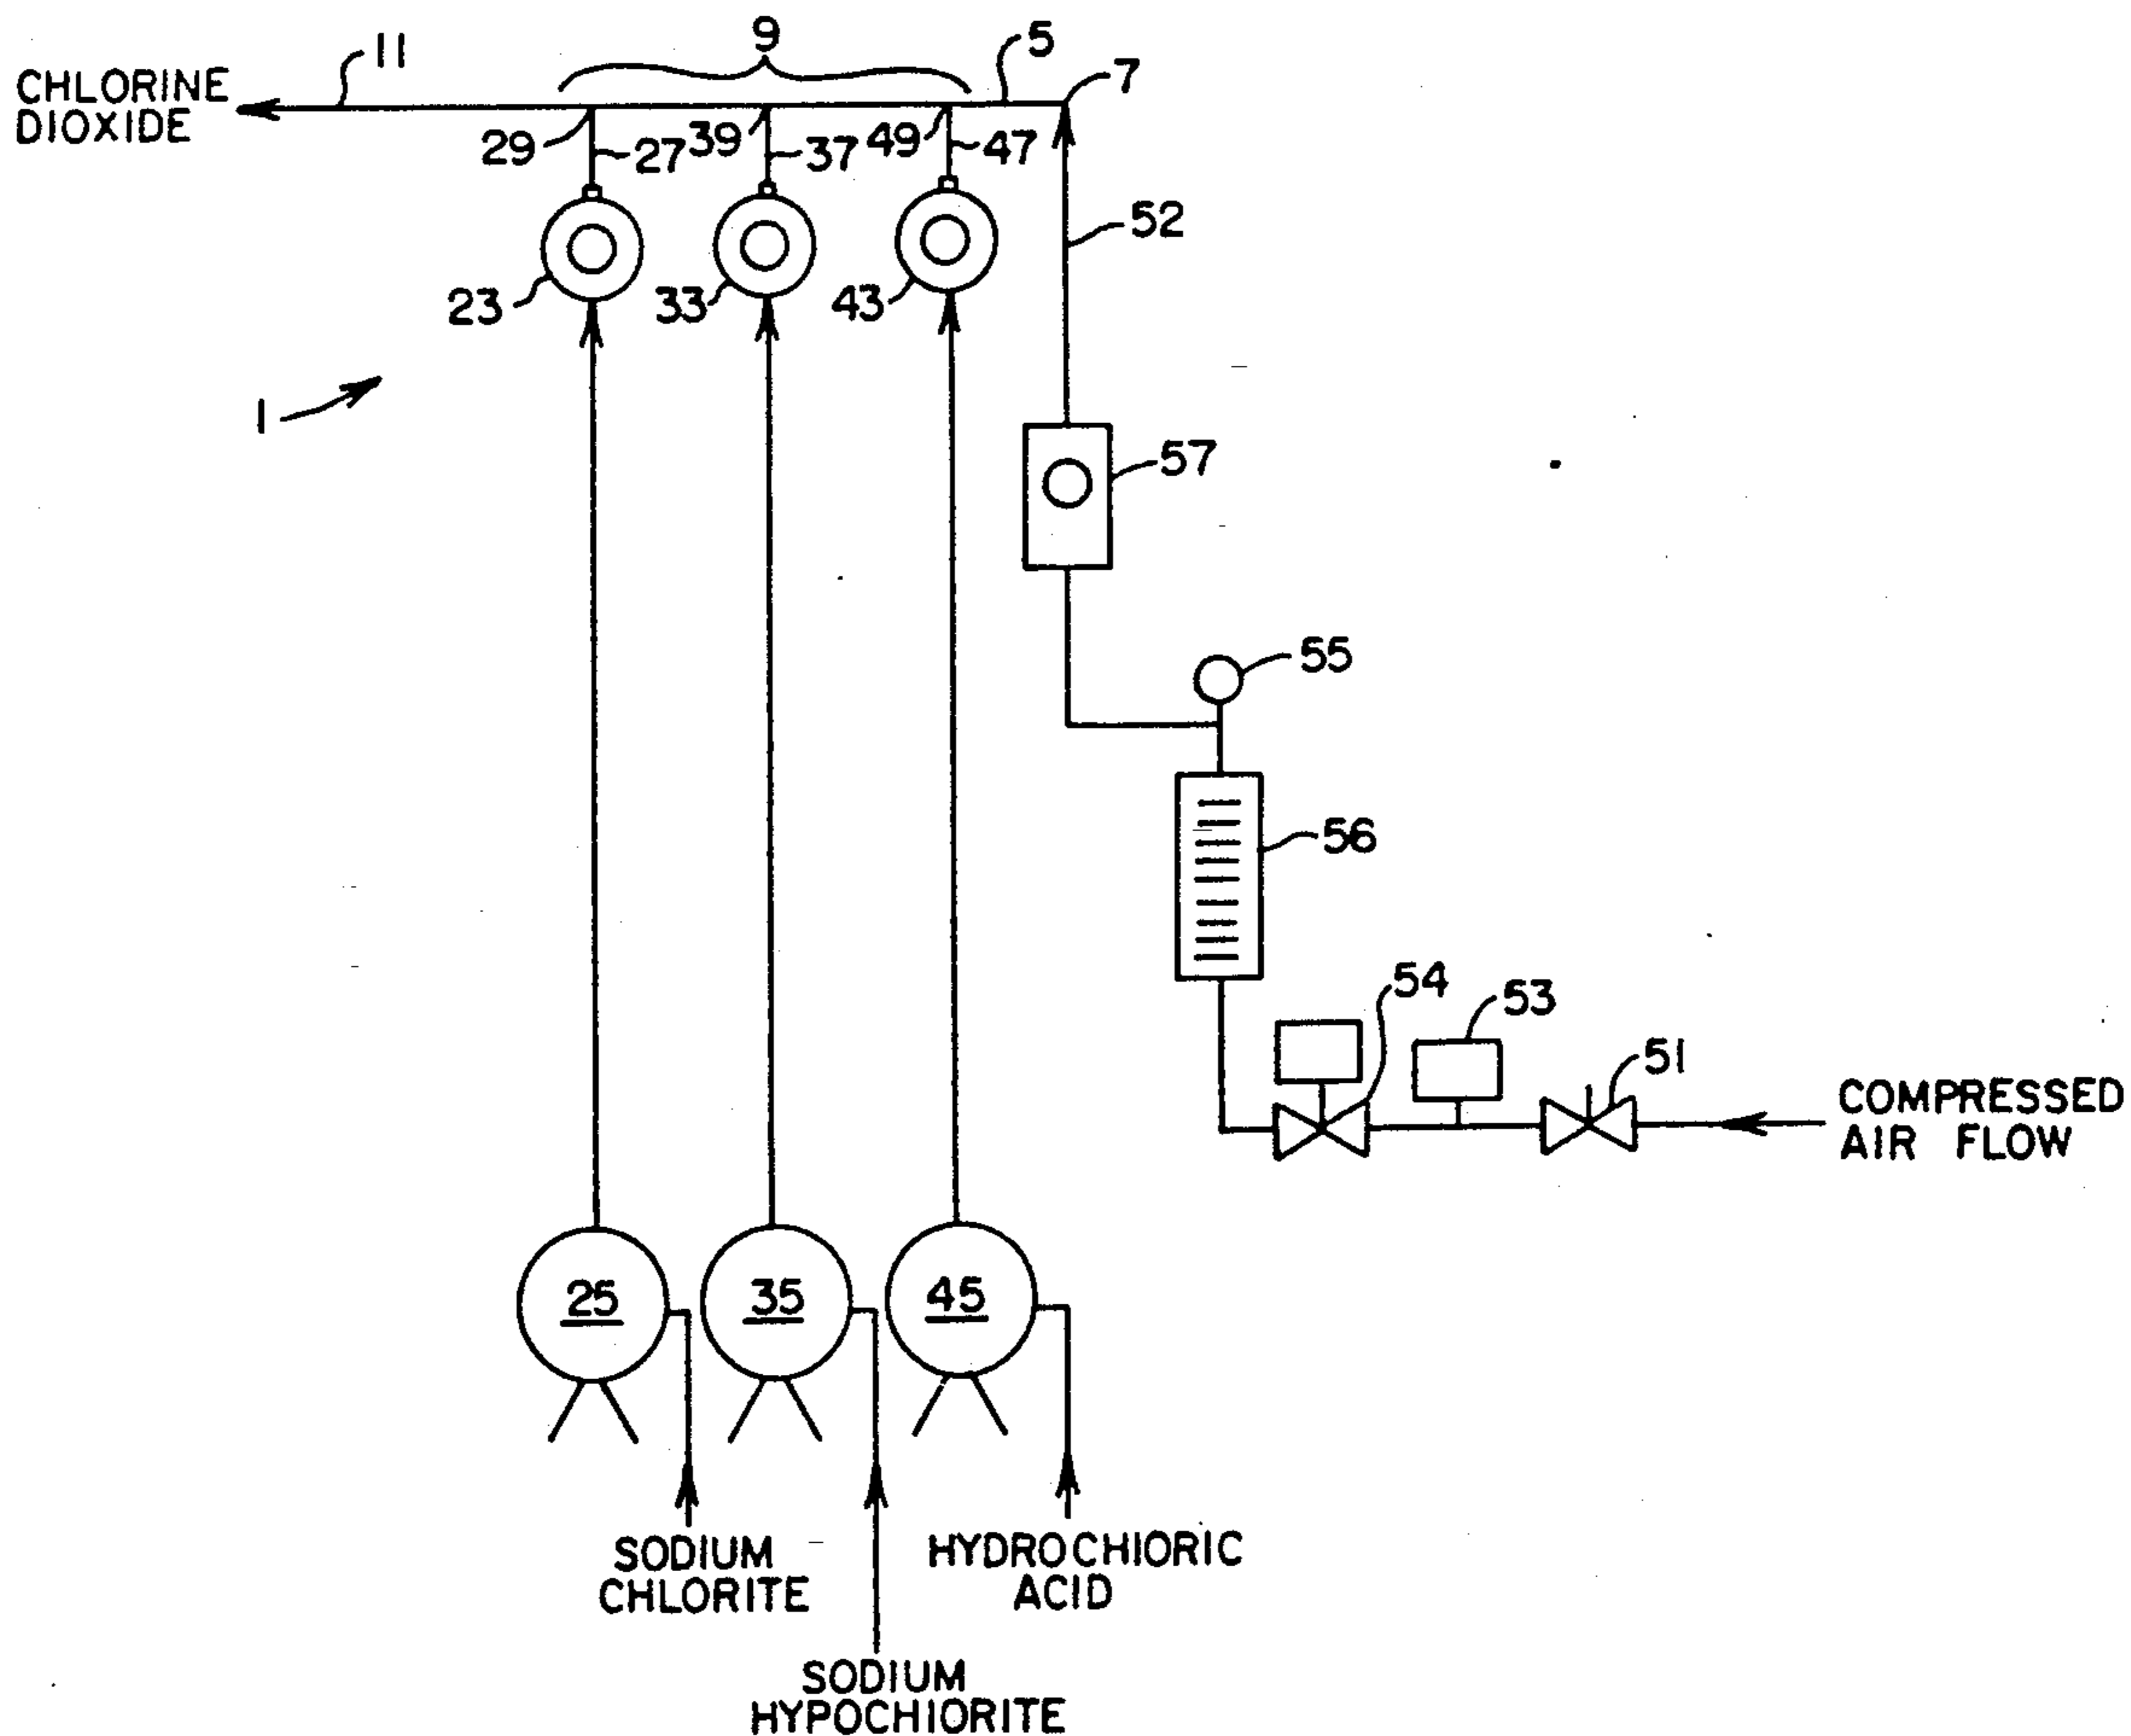 9
5
11
7
CHLORINE
DIOXIDE
29
27
39
37
49
47
52
23
33
43
1
57
55
56
54
53
51
COMPRESSED
AIR FLOW
25
35
45
SODIUM
CHLORITE
HYDROCHIORIC
ACID
SODIUM
HYPOCHIORITE